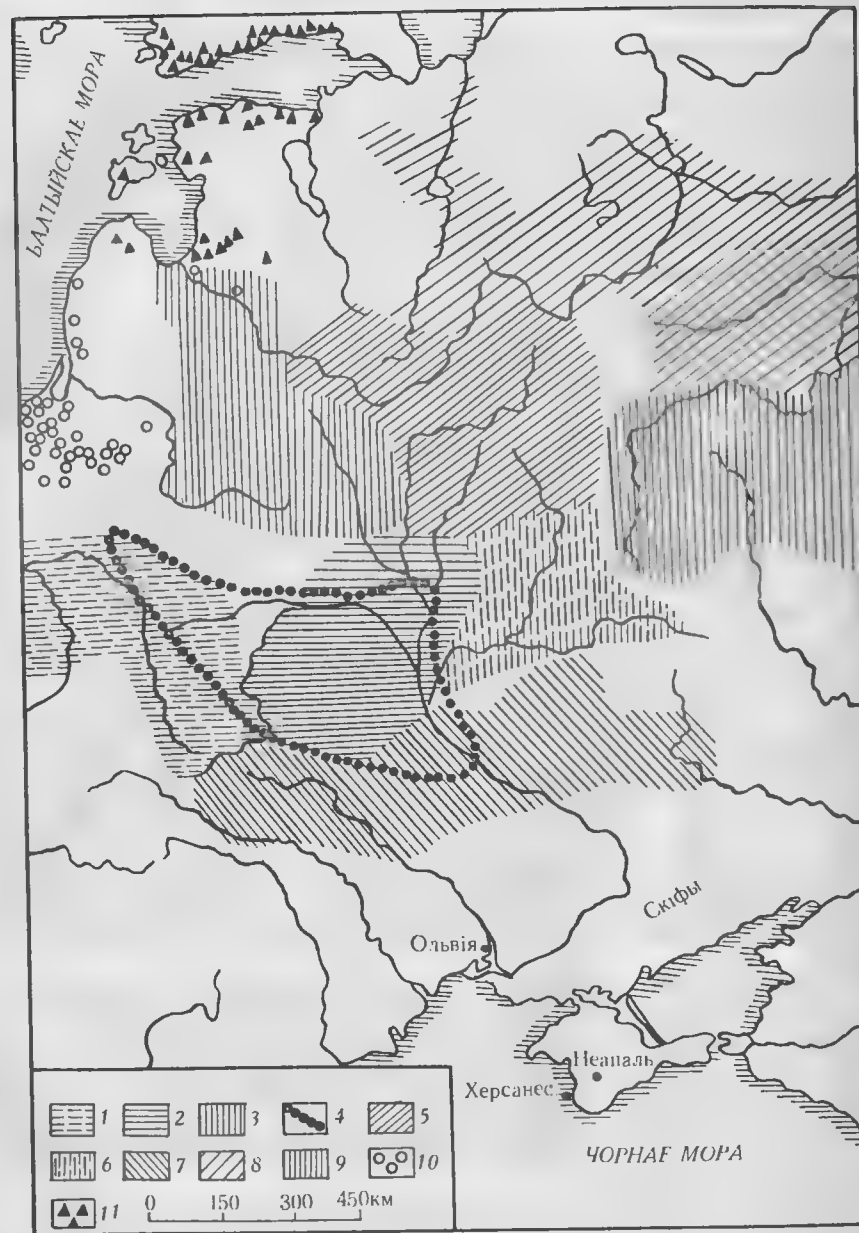 БАЛТЫЙСКАЕ МОРА
Скіфы
Ольвія
Неапаль
Херсанес
ЧОРНАЕ МОРА
1 2 3 4 5
6 7 8 9 10
11 0 150 300 450км